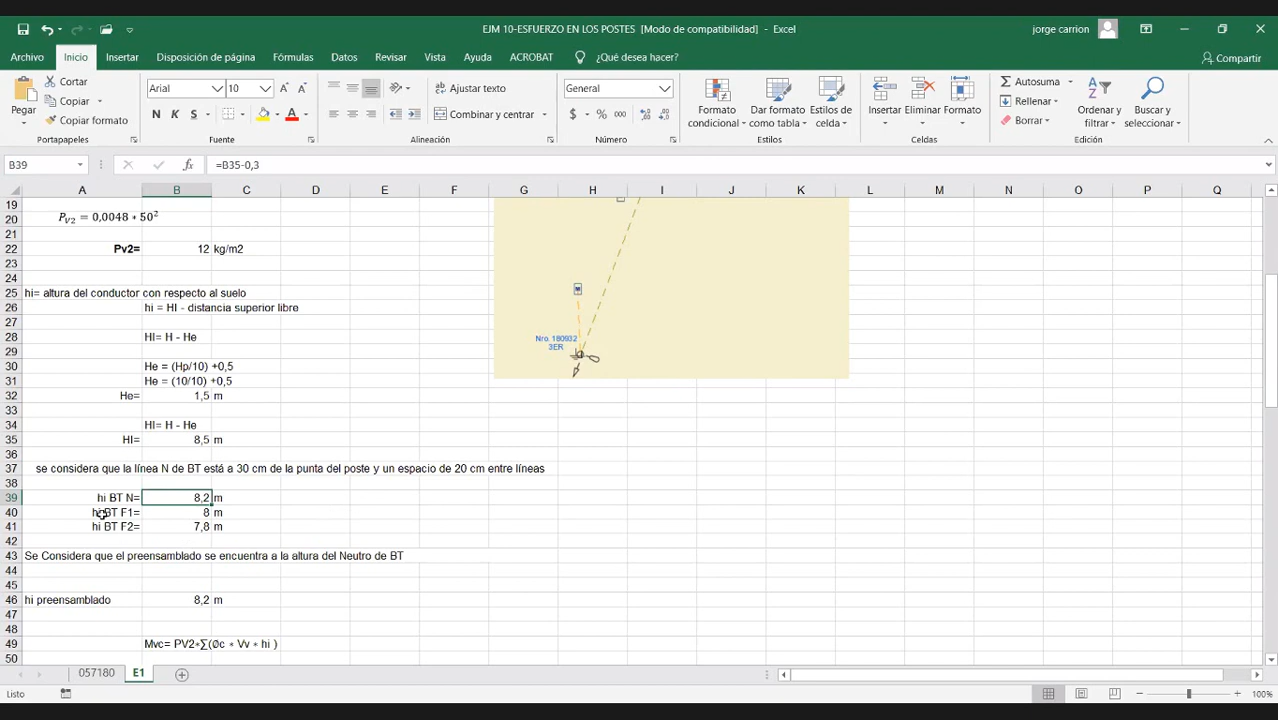 EJM 10-ESFUERZO EN LOS POSTES [Modo de compatibilidad] - Excel
jorge carrion
Archivo Inicio Insertar Disposición de página Fórmulas Datos Revisar Vista Ayuda ACROBAT ¿Qué desea hacer? Compartir
Pegar
Cortar
Copiar
Copiar formato
Arial 10
N K S
Ajustar texto
Combinar y centrar
General
$ % 000
Formato condicional
Dar formato como tabla
Estilos de celda
Insertar Eliminar Formato
Autosuma
Rellenar
Borrar
Ordenar y filtrar
Buscar y seleccionar
Portapapeles Fuente Alineación Número Estilos Celdas Edición
B39 fx =B35-0,3
A B C D E F G H I J K L M N O P Q
19
20 P_V2 = 0,0048 * 50²
21
22 Pv2= 12 kg/m2
23
24
25 hi= altura del conductor con respecto al suelo
26 hi = HI - distancia superior libre
27
28 HI= H - He
29
30 He = (Hp/10) +0,5
31 He = (10/10) +0,5
32 He= 1,5 m
33
34 HI= H - He
35 HI= 8,5 m
36
37 se considera que la línea N de BT está a 30 cm de la punta del poste y un espacio de 20 cm entre líneas
38
39 hi BT N= 8,2 m
40 hi BT F1= 8 m
41 hi BT F2= 7,8 m
42
43 Se Considera que el preensamblado se encuentra a la altura del Neutro de BT
44
45
46 hi preensamblado 8,2 m
47
48
49 Mvc= PV2*∑(Øc * Vv * hi )
50
Nro. 180932
3ER
057180 E1
Listo
100%